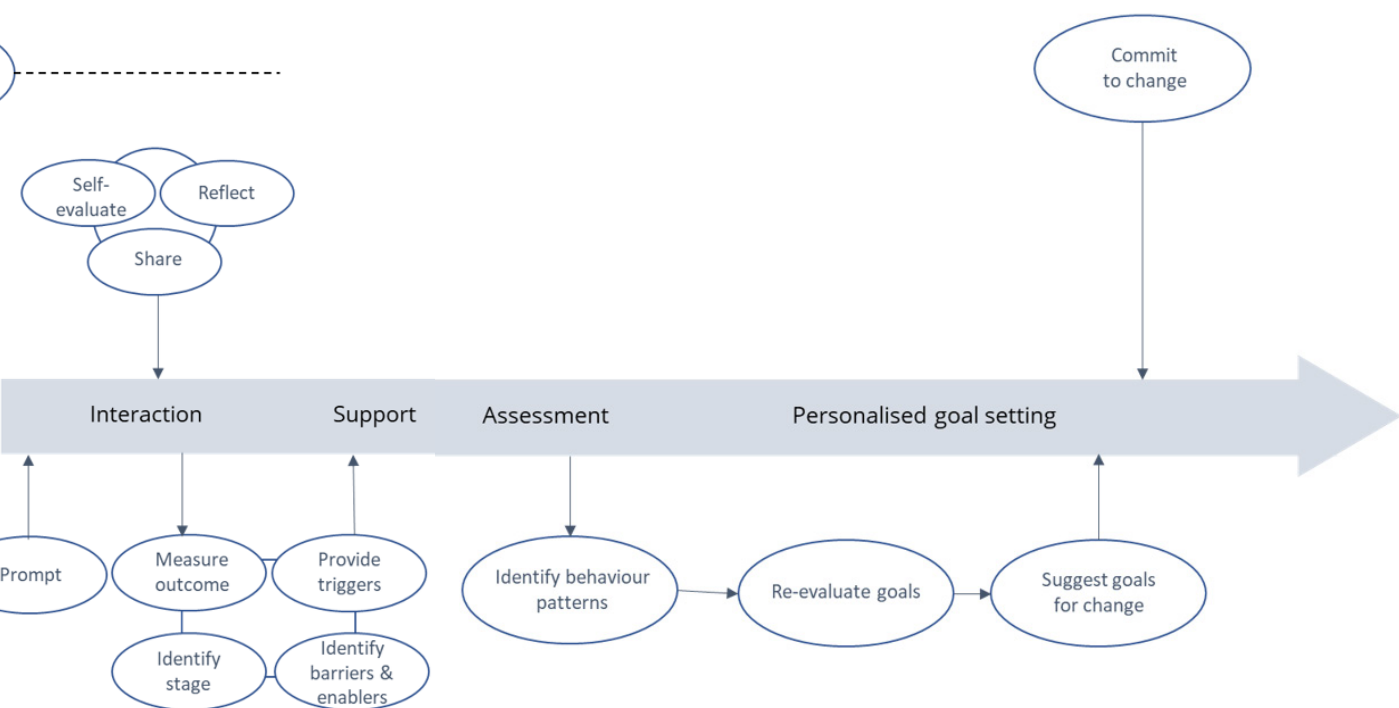 Commit
to change
Self-
evaluate
Reflect
Share
Interaction
Support
Assessment
Personalised goal setting
Prompt
Measure
outcome
Provide
triggers
Identify behaviour
patterns
Re-evaluate goals
Suggest goals
for change
Identify
stage
Identify
barriers &
enablers